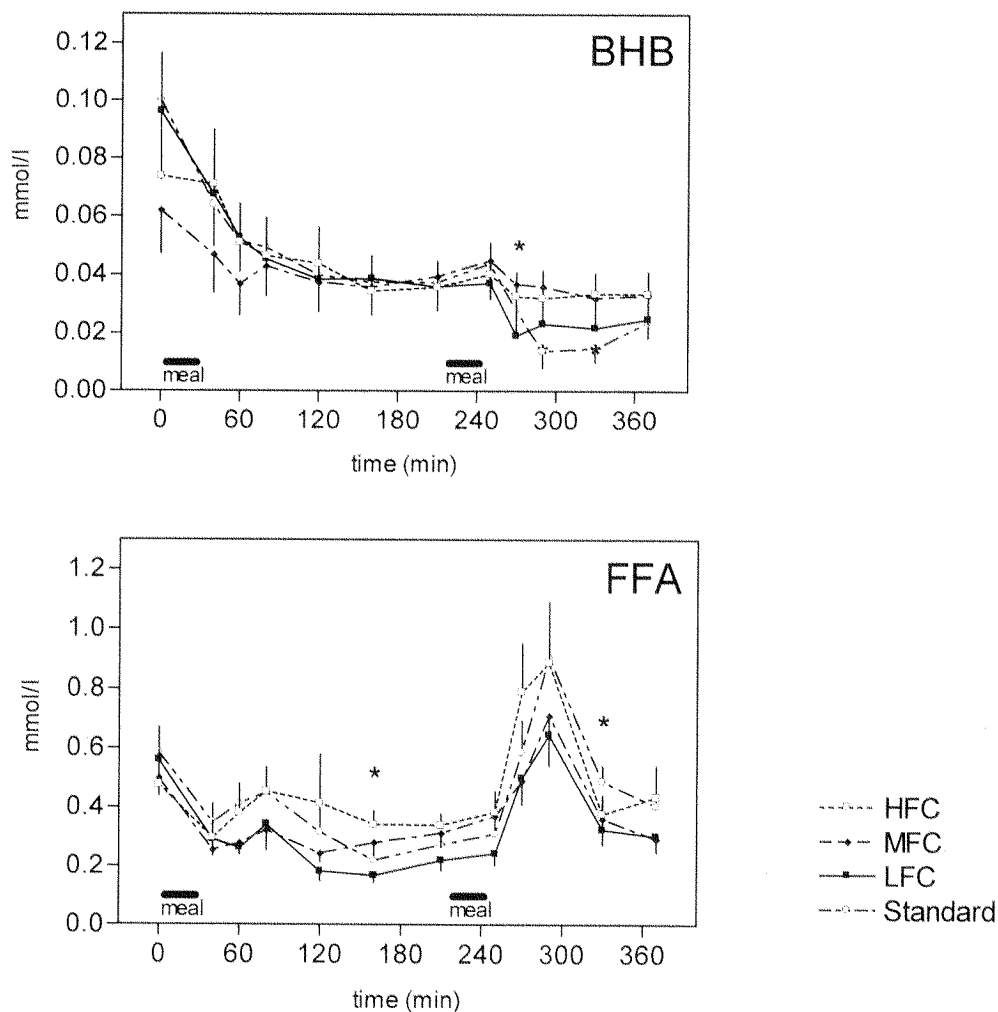 BHB
mmol/l
0.12
0.10
0.08
0.06
0.04
0.02
0.00
*
*
meal
meal
0 60 120 180 240 300 360
time (min)
FFA
mmol/l
1.2
1.0
0.8
0.6
0.4
0.2
0.0
*
*
meal
meal
0 60 120 180 240 300 360
time (min)
HFC
MFC
LFC
Standard